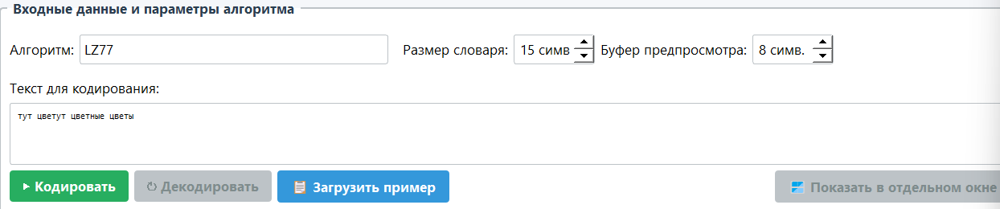 Входные данные и параметры алгоритма
Алгоритм: LZ77 Размер словаря: 15 симв Буфер предпросмотра: 8 симв.
Текст для кодирования:
тут цветут цветные цветы
Кодировать Декодировать Загрузить пример Показать в отдельном окне